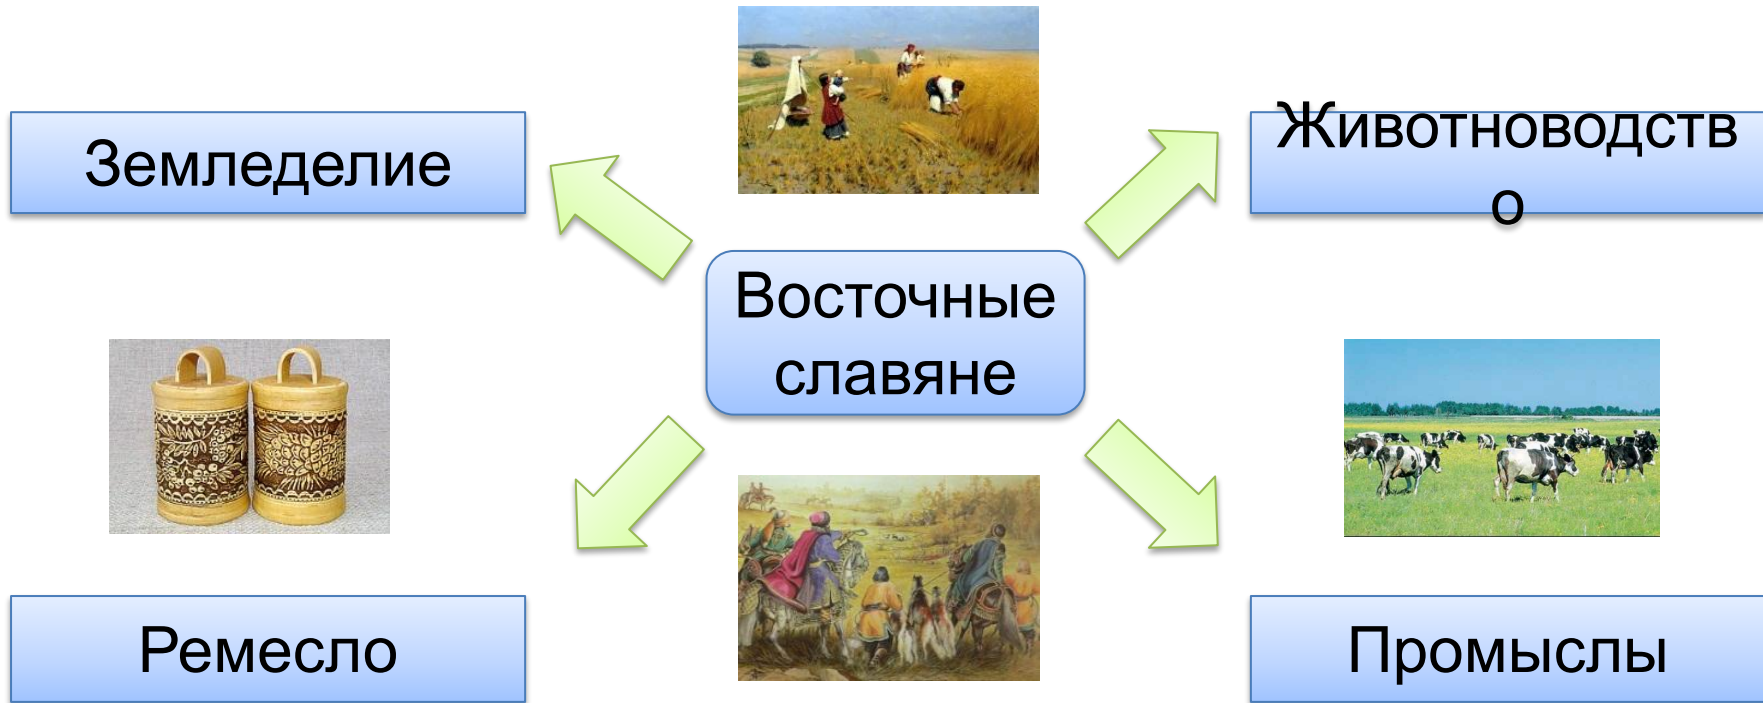 Земледелие
Животноводств
о
Восточные
славяне
Ремесло
Промыслы